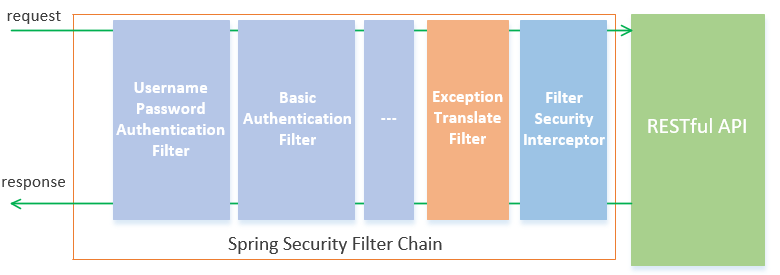 request
Username
Password
Authentication
Filter
Basic
Authentication
Filter
---
Exception
Translate
Filter
Filter
Security
Interceptor
RESTful API
response
Spring Security Filter Chain